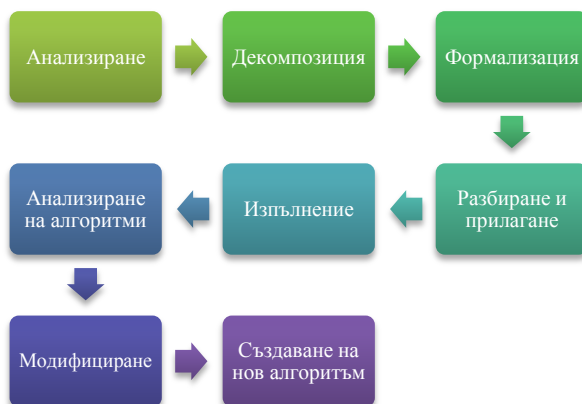 Анализиране
Декомпозиция
Формализация
Разбиране и
прилагане
Изпълнение
Анализиране
на алгоритми
Модифициране
Създаване на
нов алгоритъм